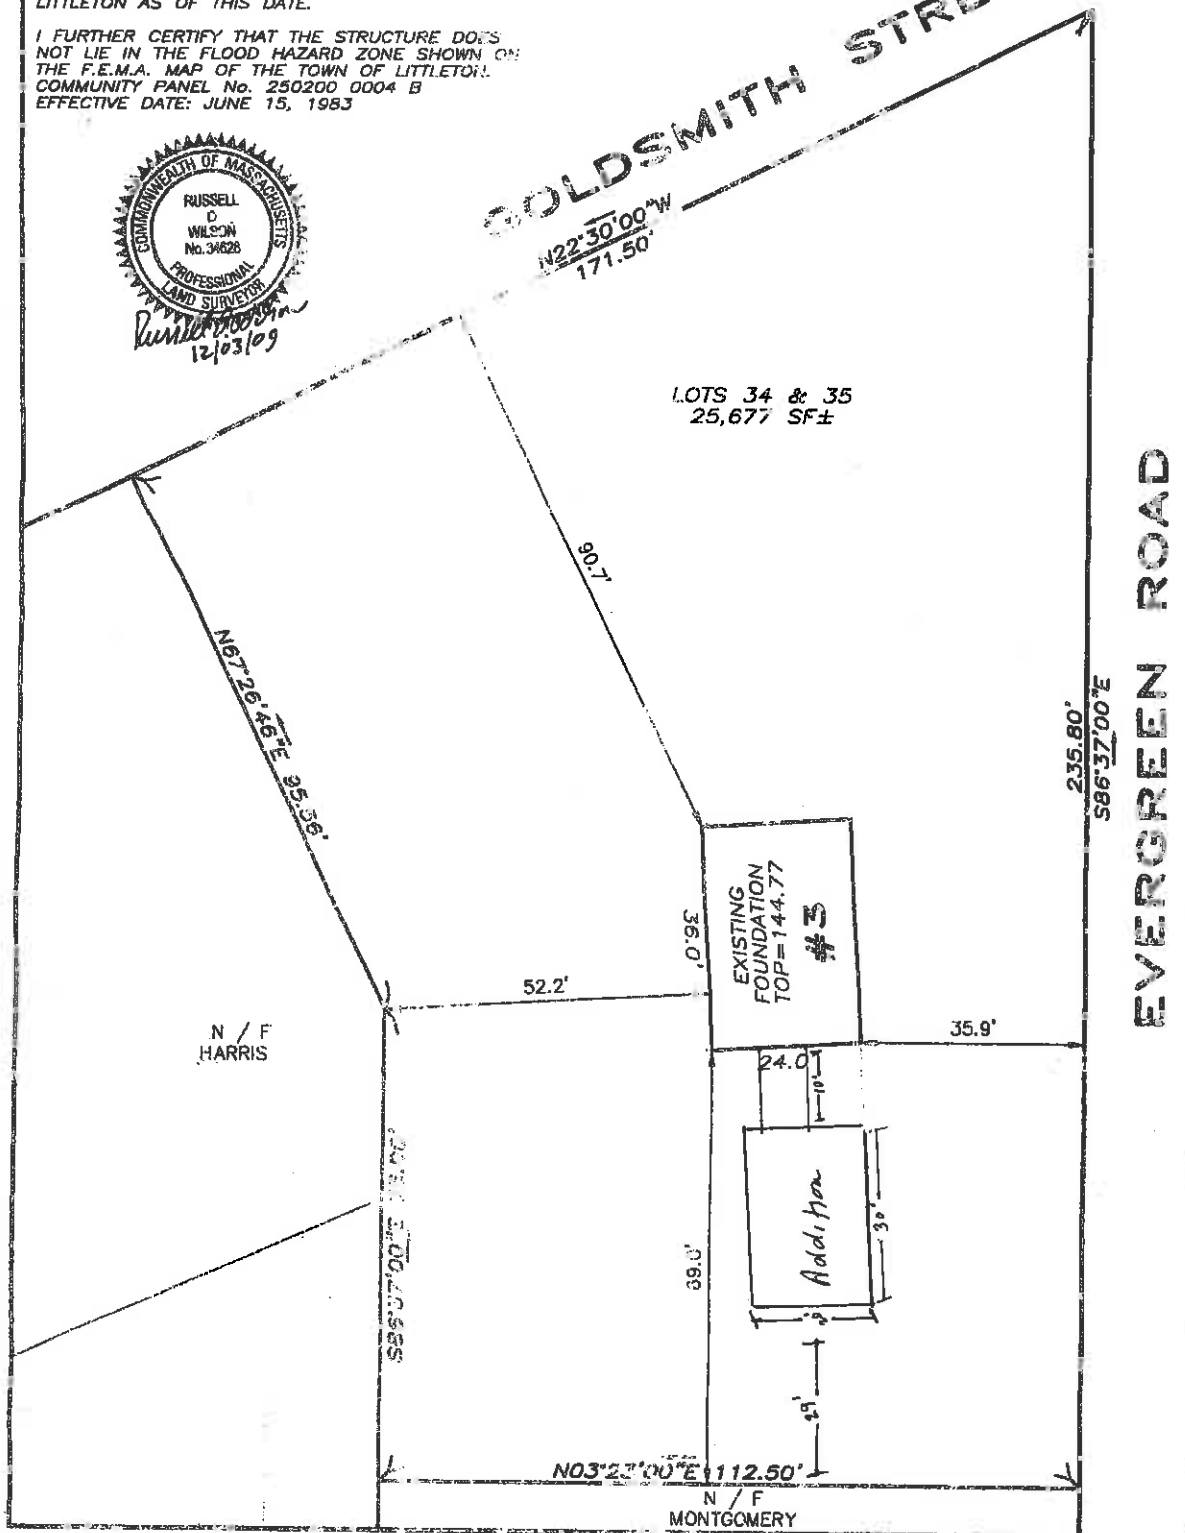 LITTLETON AS OF THIS DATE.
I FURTHER CERTIFY THAT THE STRUCTURE DOES
NOT LIE IN THE FLOOD HAZARD ZONE SHOWN ON
THE F.E.M.A. MAP OF THE TOWN OF LITTLETON.
COMMUNITY PANEL No. 250200 0004 B
EFFECTIVE DATE: JUNE 15, 1983
COMMONWEALTH OF MASSACHUSETTS
RUSSELL
D
WILSON
No. 34628
PROFESSIONAL
LAND SURVEYOR
12/03/09
GOLDSMITH STRE
N22°30'00"W
171.50'
LOTS 34 & 35
25,677 SF±
90.7'
N67°26'46"E 95.36'
235.80'
S86°37'00"E
EVERGREEN ROAD
EXISTING
FOUNDATION
TOP=144.77
#3
36.0'
52.2'
35.9'
24.0'
10'
N / F
HARRIS
Addition
30'
69.0'
S86°37'00"E
29'
N03°23'00"E 112.50'
N / F
MONTGOMERY